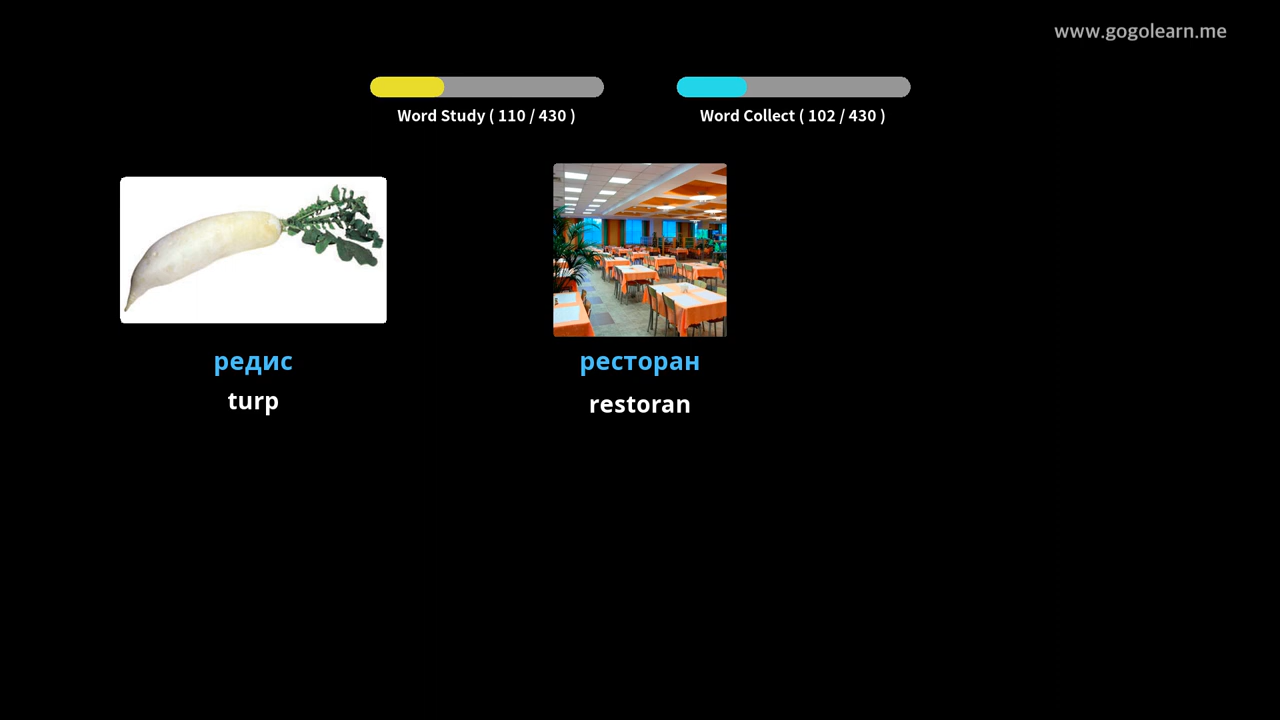 www.gogolearn.me
Word Study ( 110 / 430 )
Word Collect ( 102 / 430 )
редис
ресторан
turp
restoran